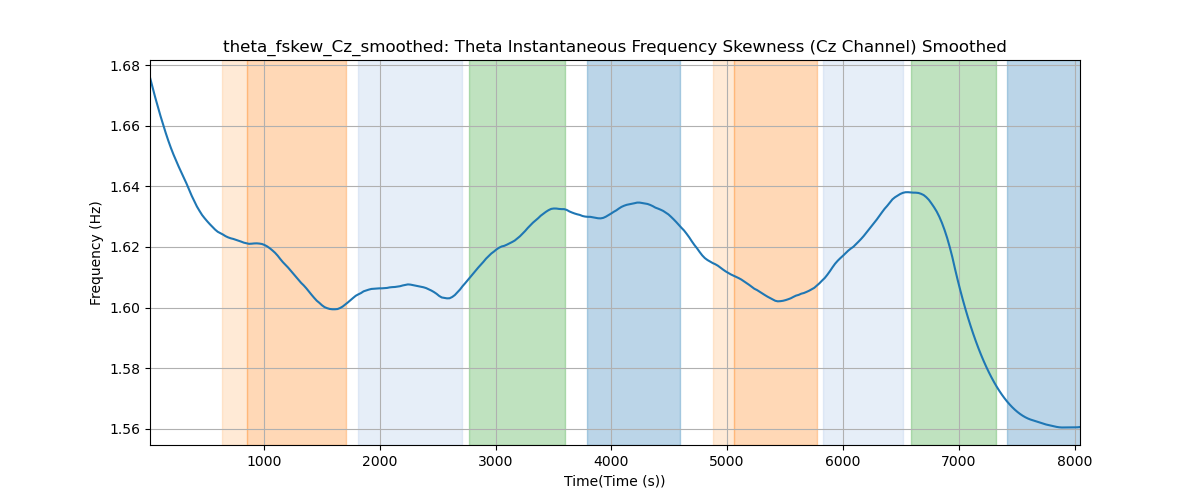 theta_fskew_Cz_smoothed: Theta Instantaneous Frequency Skewness (Cz Channel) Smoothed
1.68
1.66
1.64
1.62
1.60
1.58
1.56
Frequency (Hz)
1000 2000 3000 4000 5000 6000 7000 8000
Time(Time (s))